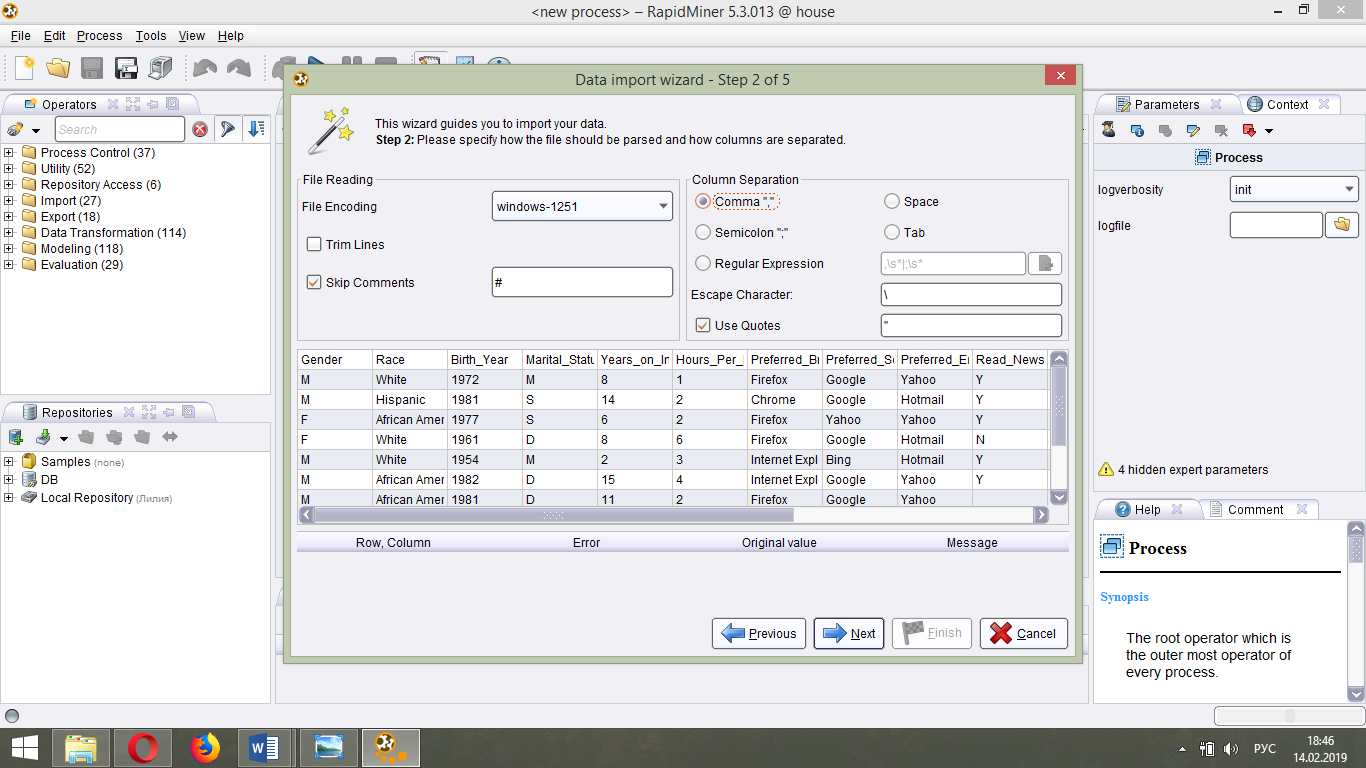 <new process> – RapidMiner 5.3.013 @ house
File Edit Process Tools View Help
Operators
Search
Process Control (37)
Utility (52)
Repository Access (6)
Import (27)
Export (18)
Data Transformation (114)
Modeling (118)
Evaluation (29)
Repositories
Samples (none)
DB
Local Repository (Лилия)
Data import wizard - Step 2 of 5
This wizard guides you to import your data.
Step 2: Please specify how the file should be parsed and how columns are separated.
File Reading
File Encoding windows-1251
Trim Lines
Skip Comments #
Column Separation
Comma "," Space
Semicolon ";" Tab
Regular Expression ,\s*|;\s*
Escape Character: \
Use Quotes "
Gender Race Birth_Year Marital_Statu Years_on_In Hours_Per_ Preferred_Br Preferred_Se Preferred_Er Read_News
M White 1972 M 8 1 Firefox Google Yahoo Y
M Hispanic 1981 S 14 2 Chrome Google Hotmail Y
F African Amer 1977 S 6 2 Firefox Yahoo Yahoo Y
F White 1961 D 8 6 Firefox Google Hotmail N
M White 1954 M 2 3 Internet Expl Bing Hotmail Y
M African Amer 1982 D 15 4 Internet Expl Google Yahoo Y
M African Amer 1981 D 11 2 Firefox Google Yahoo
Row, Column Error Original value Message
Previous Next Finish Cancel
Parameters Context
Process
logverbosity init
logfile
4 hidden expert parameters
Help Comment
Process
Synopsis
The root operator which is
the outer most operator of
every process.
РУС
18:46
14.02.2019